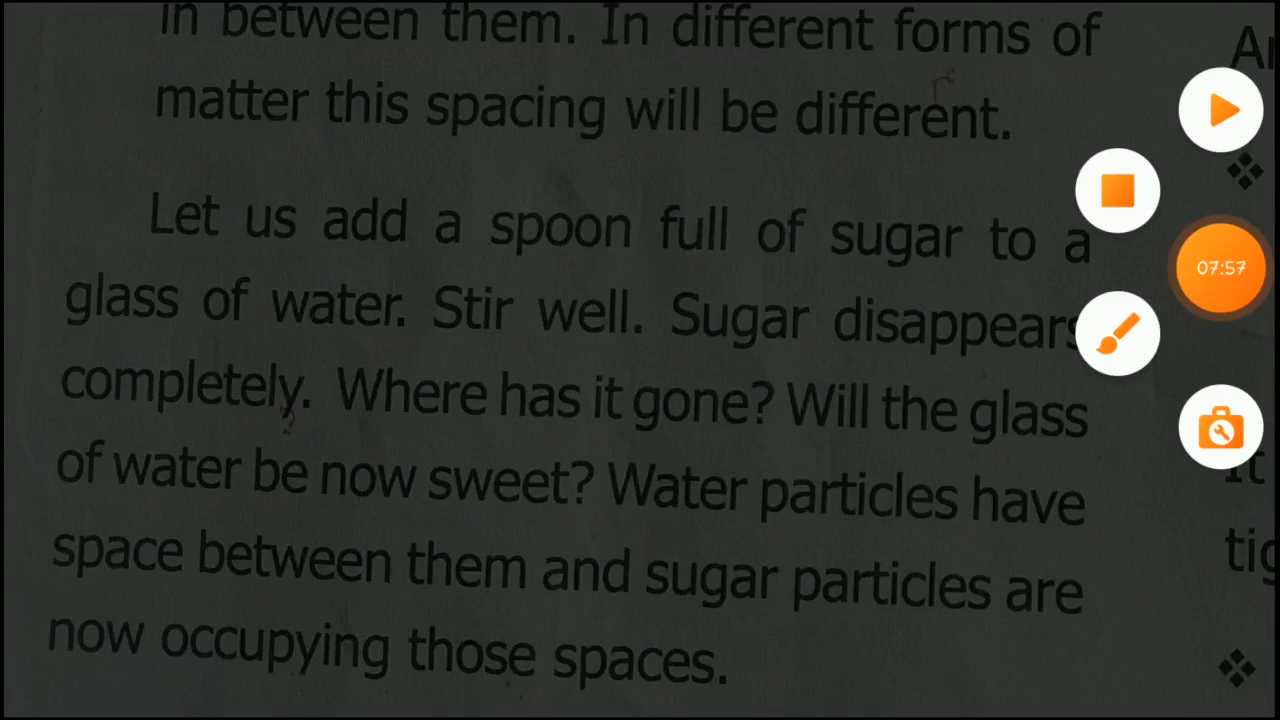 in between them. In different forms of
matter this spacing will be different.
Let us add a spoon full of sugar to a
glass of water. Stir well. Sugar disappears
completely. Where has it gone? Will the glass
of water be now sweet? Water particles have
space between them and sugar particles are
now occupying those spaces.
07:57
It